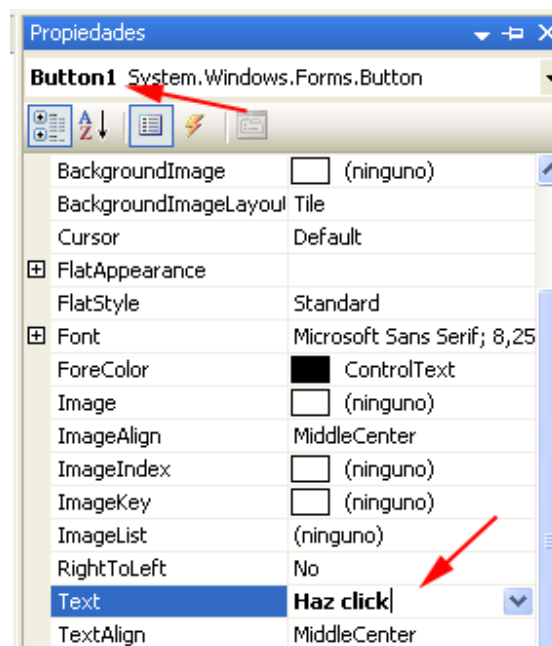 Propiedades
Button1 System.Windows.Forms.Button
A Z
BackgroundImage (ninguno)
BackgroundImageLayou Tile
Cursor Default
FlatAppearance
FlatStyle Standard
Font Microsoft Sans Serif; 8,25
ForeColor ControlText
Image (ninguno)
ImageAlign MiddleCenter
ImageIndex (ninguno)
ImageKey (ninguno)
ImageList (ninguno)
RightToLeft No
Text Haz click
TextAlign MiddleCenter